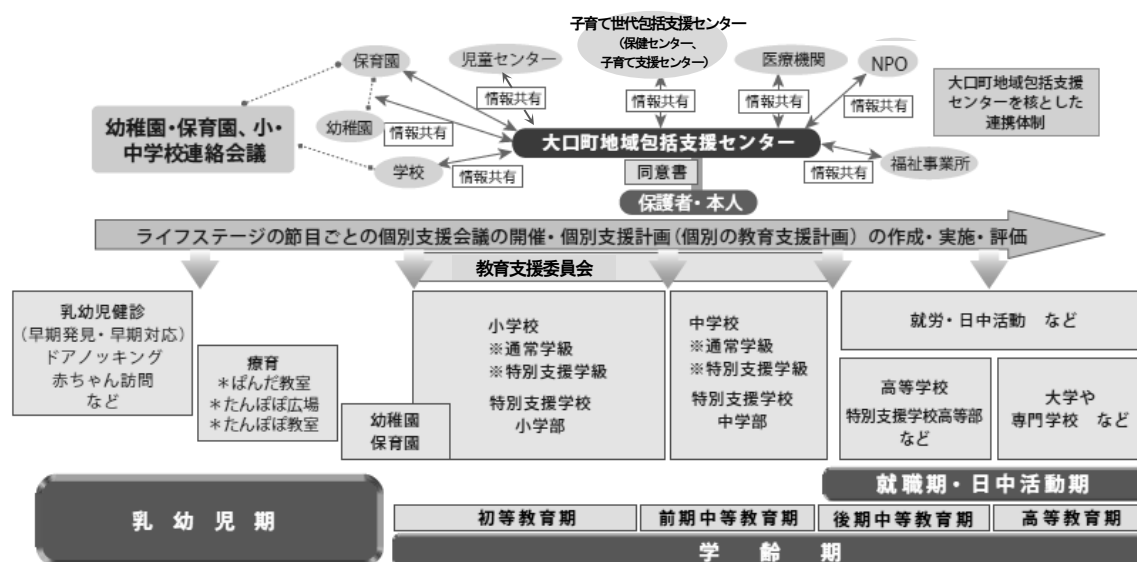 子育て世代包括支援センター
(保健センター、
子育て支援センター)
保育園
児童センター
医療機関
NPO
大口町地域包括支援
センターを核とした
連携体制
情報共有
情報共有
情報共有
情報共有
幼稚園・保育園、小・
中学校連絡会議
幼稚園
情報共有
大口町地域包括支援センター
学校
情報共有
同意書
情報共有
福祉事業所
保護者・本人
ライフステージの節目ごとの個別支援会議の開催・個別支援計画(個別の教育支援計画)の作成・実施・評価
教育支援委員会
乳幼児健診
(早期発見・早期対応)
ドアノッキング
赤ちゃん訪問
など
療育
*ぱんだ教室
*たんぽぽ広場
*たんぽぽ教室
幼稚園
保育園
小学校
※通常学級
※特別支援学級
特別支援学校
小学部
中学校
※通常学級
※特別支援学級
特別支援学校
中学部
就労・日中活動 など
高等学校
特別支援学校高等部
など
大学や
専門学校 など
就職期・日中活動期
乳幼児期
初等教育期
前期中等教育期
後期中等教育期
高等教育期
学齢期